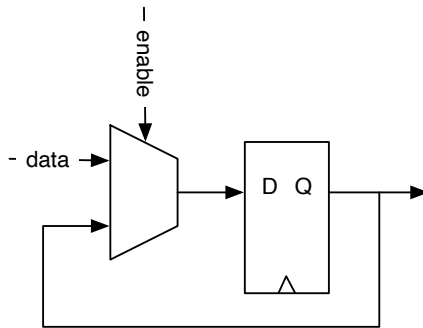 – enable
- data
D Q